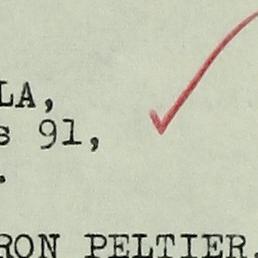 LA,
s 91,
.
RON PELTIER.